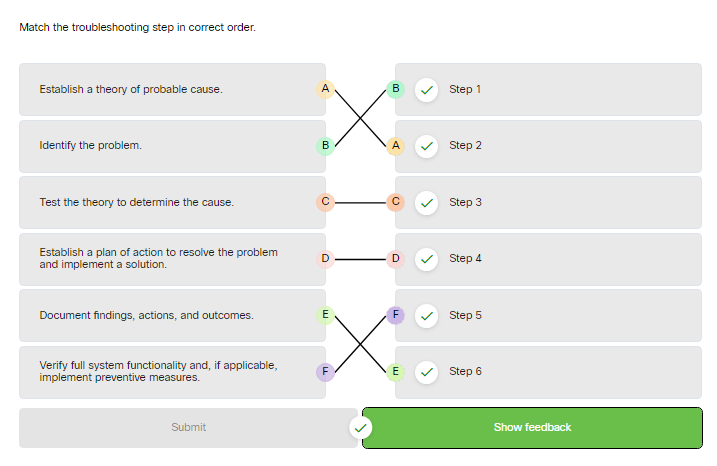 Match the troubleshooting step in correct order.
Establish a theory of probable cause. A B Step 1
Identify the problem. B A Step 2
Test the theory to determine the cause. C C Step 3
Establish a plan of action to resolve the problem
and implement a solution. D D Step 4
Document findings, actions, and outcomes. E F Step 5
Verify full system functionality and, if applicable,
implement preventive measures. F E Step 6
Submit Show feedback